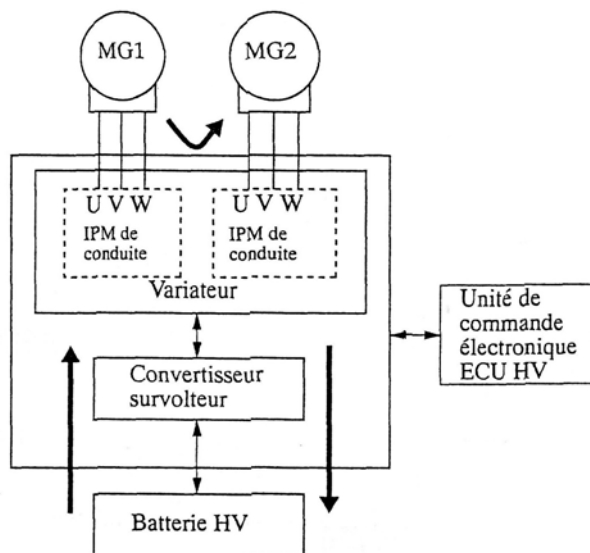 MG1
MG2
U V W
U V W
IPM de
conduite
IPM de
conduite
Variateur
Unité de
commande
électronique
ECU HV
Convertisseur
survolteur
Batterie HV